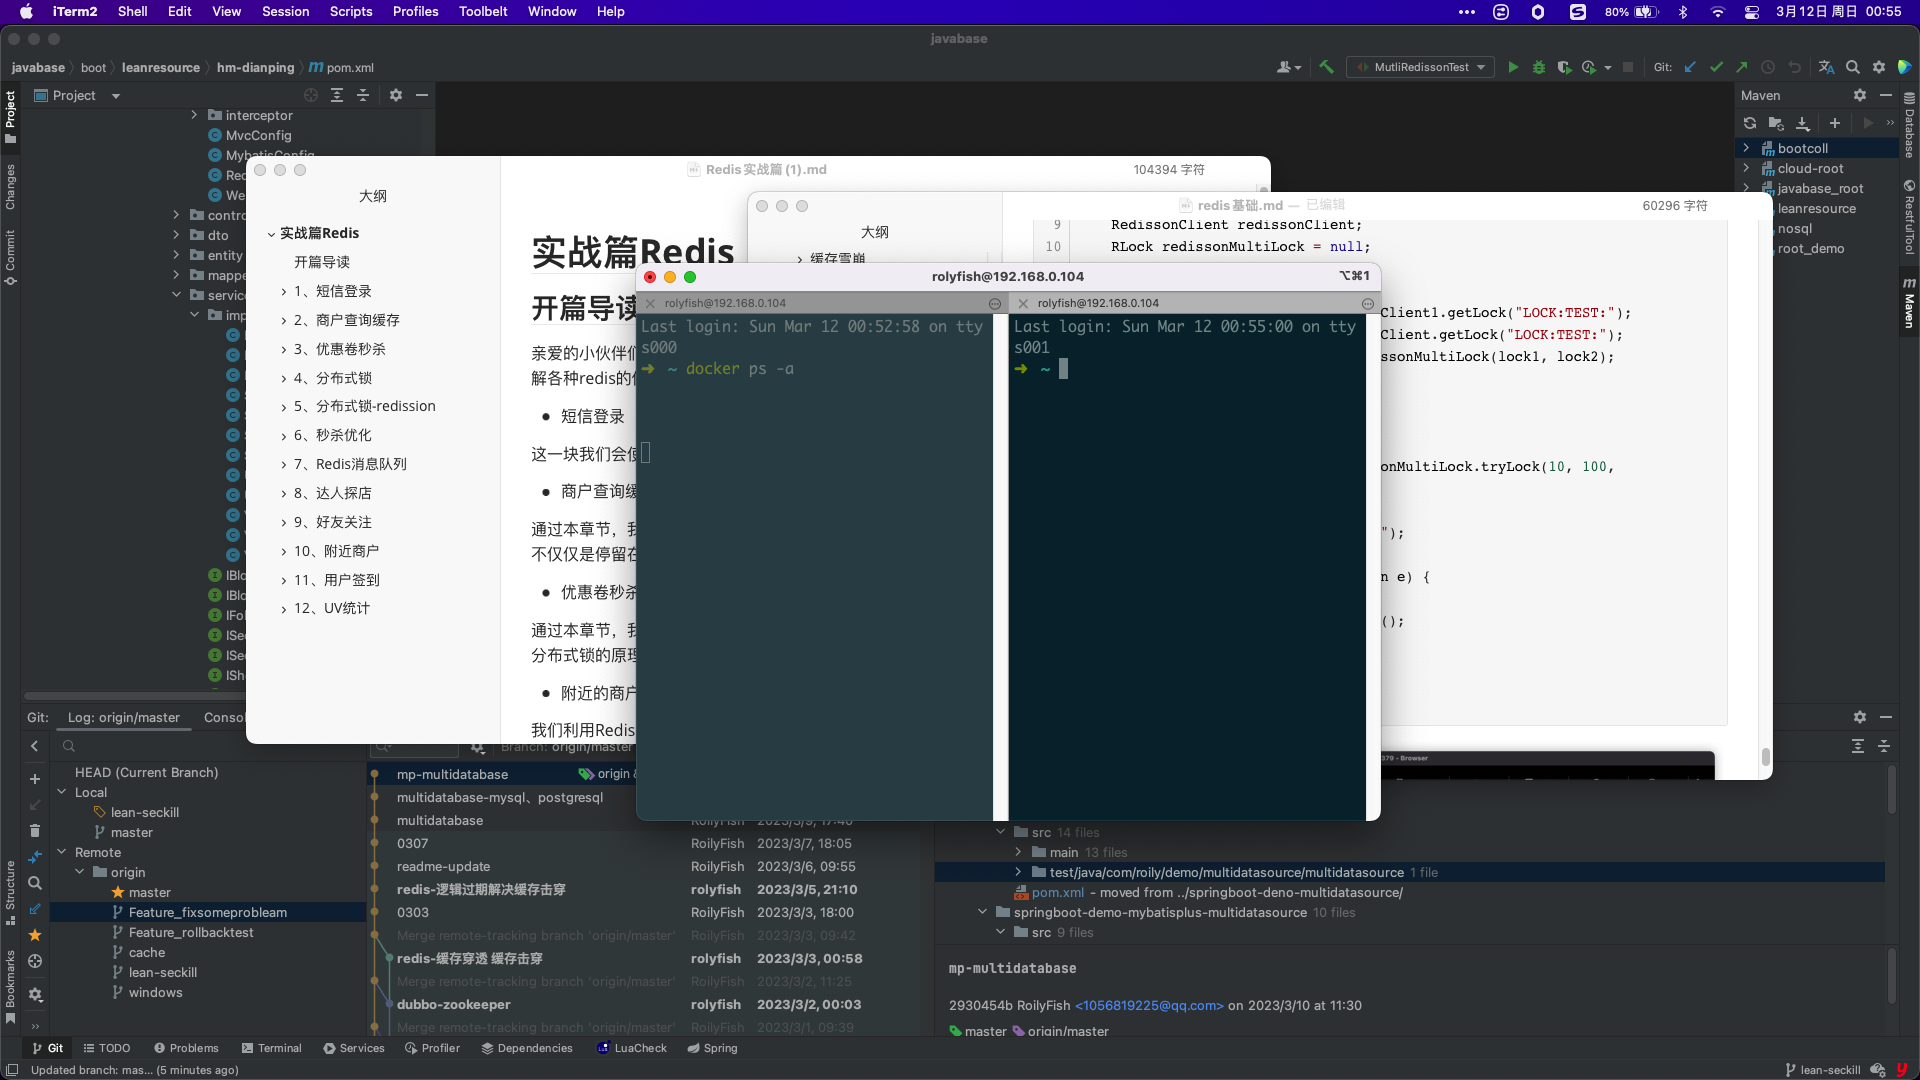 iTerm2 Shell Edit View Session Scripts Profiles Toolbelt Window Help
80% 3月12日 周日 00:55
javabase
javabase boot leanresource hm-dianping pom.xml
MutliRedissonTest
Git:
Project
interceptor
MvcConfig
MybatisConfig
Rec
We
contro
dto
entity
mappe
service
imp
IBlo
IBlo
IFol
ISec
ISec
IShc
Project
Changes
Commit
Structure
Bookmarks
Maven
bootcoll
cloud-root
javabase_root
leanresource
nosql
root_demo
Database
RestfulTool
Maven
Redis实战篇 (1).md
104394 字符
大纲
实战篇Redis
开篇导读
1、短信登录
2、商户查询缓存
3、优惠卷秒杀
4、分布式锁
5、分布式锁-redission
6、秒杀优化
7、Redis消息队列
8、达人探店
9、好友关注
10、附近商户
11、用户签到
12、UV统计
实战篇Redis
开篇导读
亲爱的小伙伴们
解各种redis的使
• 短信登录
这一块我们会使
• 商户查询缓
通过本章节，我
不仅仅是停留在
• 优惠卷秒杀
通过本章节，我
分布式锁的原理
• 附近的商户
我们利用Redis
redis基础.md — 已编辑
60296 字符
大纲
缓存雪崩
9 RedissonClient redissonClient;
10 RLock redissonMultiLock = null;
Client1.getLock("LOCK:TEST:");
Client.getLock("LOCK:TEST:");
ssonMultiLock(lock1, lock2);
onMultiLock.tryLock(10, 100,
");
n e) {
();
379 - Browser
rolyfish@192.168.0.104
⌥⌘1
rolyfish@192.168.0.104
rolyfish@192.168.0.104
Last login: Sun Mar 12 00:52:58 on tty
s000
➜ ~ docker ps -a
Last login: Sun Mar 12 00:55:00 on tty
s001
➜ ~
Git: Log: origin/master Consol
Branch: origin/master
HEAD (Current Branch)
Local
lean-seckill
master
Remote
origin
master
Feature_fixsomeprobleam
Feature_rollbacktest
cache
lean-seckill
windows
mp-multidatabase origin &
multidatabase-mysql、postgresql
multidatabase RoilyFish 2023/3/9, 17:40
0307 RoilyFish 2023/3/7, 18:05
readme-update RoilyFish 2023/3/6, 09:55
redis-逻辑过期解决缓存击穿 rolyfish 2023/3/5, 21:10
0303 RoilyFish 2023/3/3, 18:00
Merge remote-tracking branch 'origin/master' RoilyFish 2023/3/3, 09:42
redis-缓存穿透 缓存击穿 rolyfish 2023/3/3, 00:58
Merge remote-tracking branch 'origin/master' RoilyFish 2023/3/2, 11:25
dubbo-zookeeper rolyfish 2023/3/2, 00:03
Merge remote-tracking branch 'origin/master' RoilyFish 2023/3/1, 09:39
src 14 files
main 13 files
test/java/com/roily/demo/multidatasource/multidatasource 1 file
pom.xml - moved from ../springboot-deno-multidatasource/
springboot-demo-mybatisplus-multidatasource 10 files
src 9 files
mp-multidatabase
2930454b RoilyFish <1056819225@qq.com> on 2023/3/10 at 11:30
master origin/master
Git TODO Problems Terminal Services Profiler Dependencies LuaCheck Spring
Updated branch: mas... (5 minutes ago)
lean-seckill